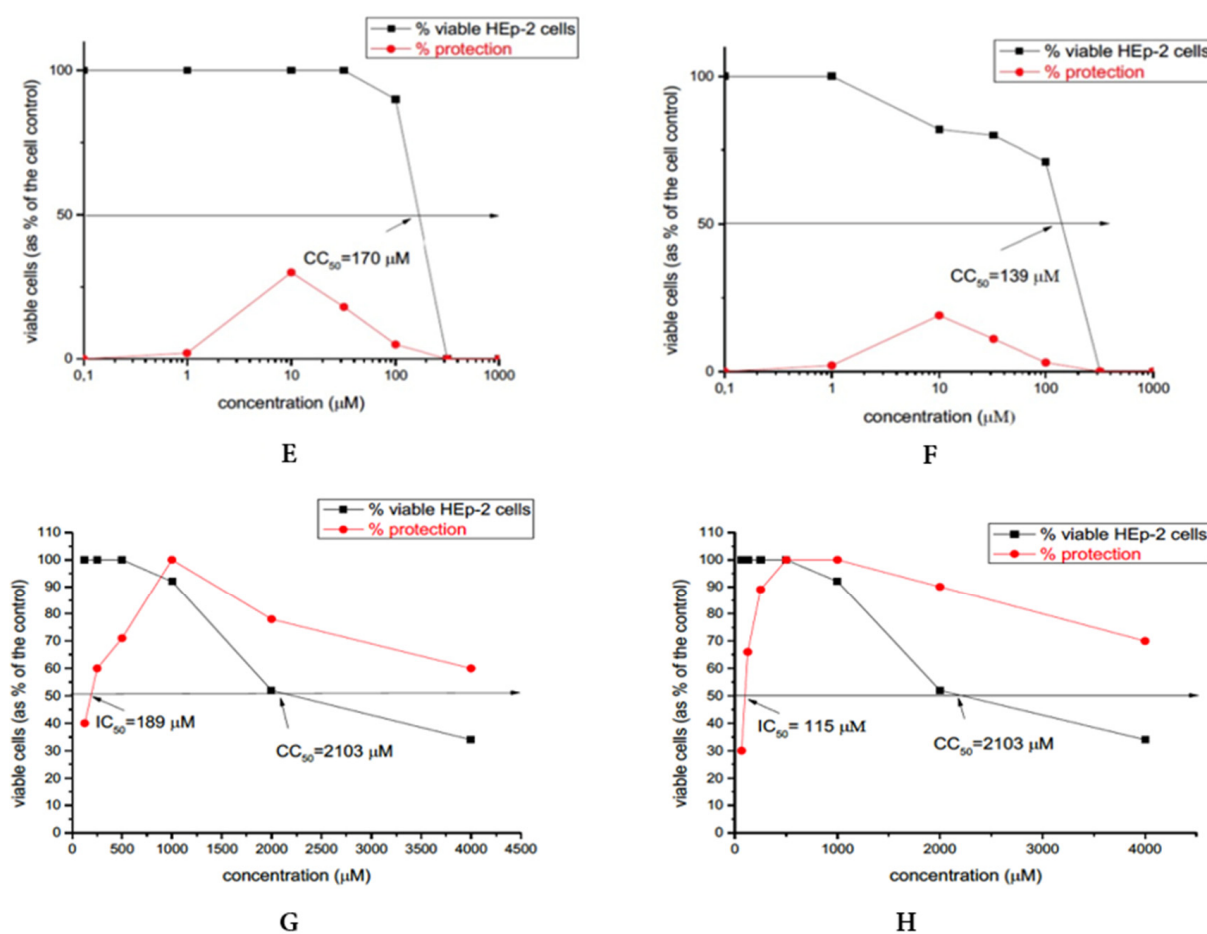 % viable HEp-2 cells
% protection
viable cells (as % of the cell control)
100
50
0
CC50=170 μM
0,1 1 10 100 1000
concentration (μM)
E
% viable HEp-2 cells
% protection
viable cells (as % of the cell control)
100
50
0
CC50=139 μM
0,1 1 10 100 1000
concentration (μM)
F
% viable HEp-2 cells
% protection
viable cells (as % of the control)
110
100
90
80
70
60
50
40
30
20
10
0
IC50=189 μM
CC50=2103 μM
0 500 1000 1500 2000 2500 3000 3500 4000 4500
concentration (μM)
G
% viable HEp-2 cells
% protection
viable cells (as % of the control)
110
100
90
80
70
60
50
40
30
20
10
0
IC50= 115 μM
CC50=2103 μM
0 1000 2000 3000 4000
concentration (μM)
H